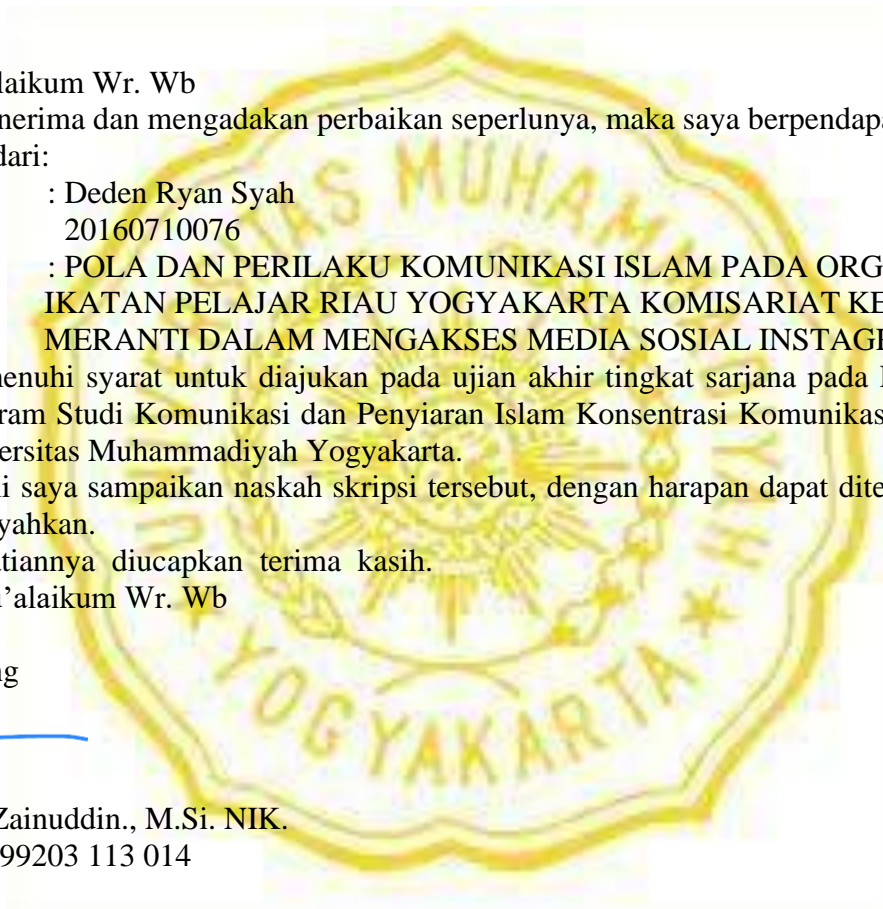 laikum Wr. Wb
nerima dan mengadakan perbaikan seperlunya, maka saya berpendapa
dari:
: Deden Ryan Syah
20160710076
: POLA DAN PERILAKU KOMUNIKASI ISLAM PADA ORG
IKATAN PELAJAR RIAU YOGYAKARTA KOMISARIAT KE
MERANTI DALAM MENGAKSES MEDIA SOSIAL INSTAGR
nenuhi syarat untuk diajukan pada ujian akhir tingkat sarjana pada
ram Studi Komunikasi dan Penyiaran Islam Konsentrasi Komunikas
versitas Muhammadiyah Yogyakarta.
i saya sampaikan naskah skripsi tersebut, dengan harapan dapat dite
yahkan.
atiannya diucapkan terima kasih.
u’alaikum Wr. Wb
ng
Zainuddin., M.Si. NIK.
99203 113 014
YOGYAKARTA